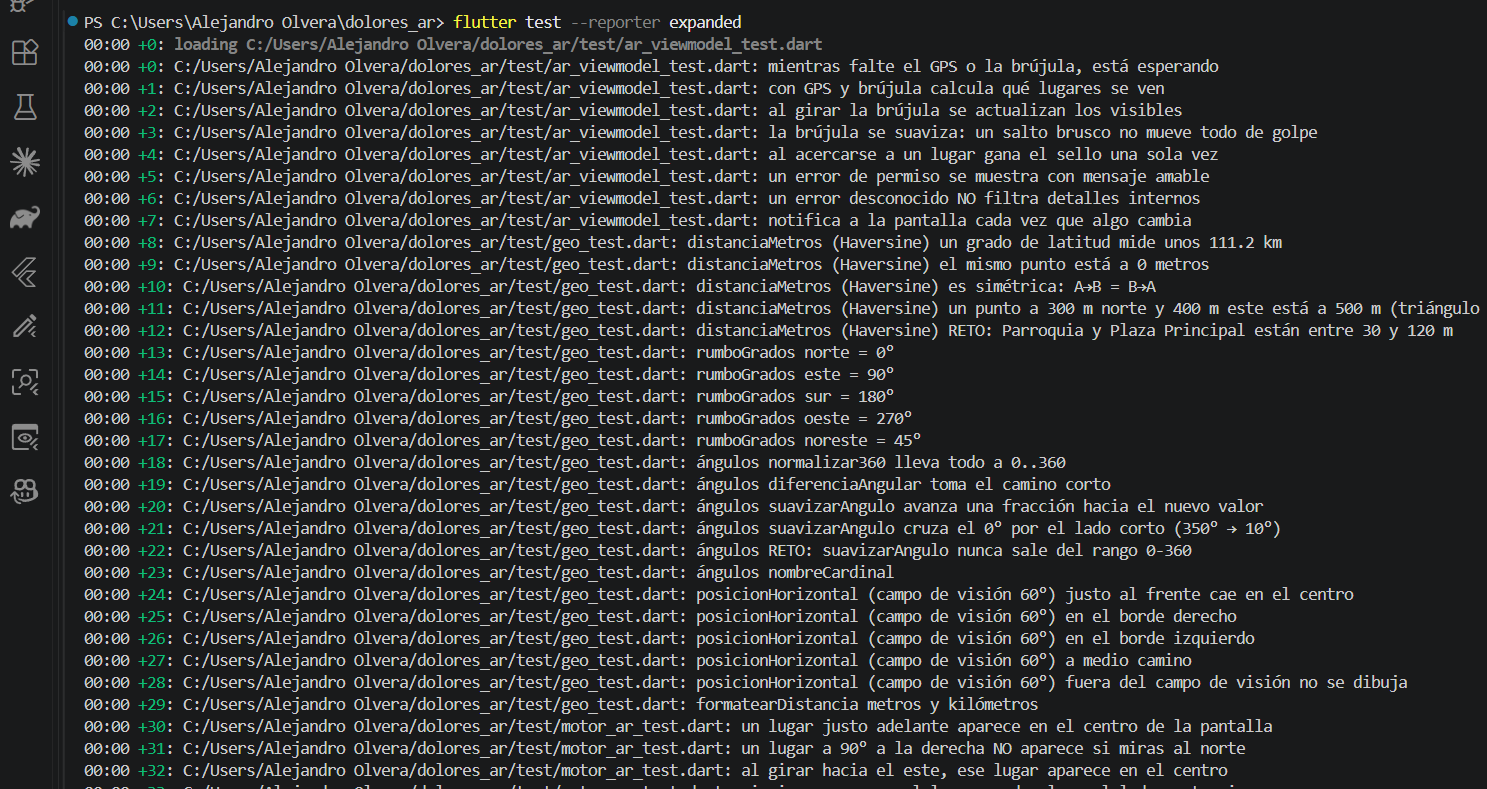 PS C:\Users\Alejandro Olvera\dolores_ar> flutter test --reporter expanded
00:00 +0: loading C:/Users/Alejandro Olvera/dolores_ar/test/ar_viewmodel_test.dart
00:00 +0: C:/Users/Alejandro Olvera/dolores_ar/test/ar_viewmodel_test.dart: mientras falte el GPS o la brújula, está esperando
00:00 +1: C:/Users/Alejandro Olvera/dolores_ar/test/ar_viewmodel_test.dart: con GPS y brújula calcula qué lugares se ven
00:00 +2: C:/Users/Alejandro Olvera/dolores_ar/test/ar_viewmodel_test.dart: al girar la brújula se actualizan los visibles
00:00 +3: C:/Users/Alejandro Olvera/dolores_ar/test/ar_viewmodel_test.dart: la brújula se suaviza: un salto brusco no mueve todo de golpe
00:00 +4: C:/Users/Alejandro Olvera/dolores_ar/test/ar_viewmodel_test.dart: al acercarse a un lugar gana el sello una sola vez
00:00 +5: C:/Users/Alejandro Olvera/dolores_ar/test/ar_viewmodel_test.dart: un error de permiso se muestra con mensaje amable
00:00 +6: C:/Users/Alejandro Olvera/dolores_ar/test/ar_viewmodel_test.dart: un error desconocido NO filtra detalles internos
00:00 +7: C:/Users/Alejandro Olvera/dolores_ar/test/ar_viewmodel_test.dart: notifica a la pantalla cada vez que algo cambia
00:00 +8: C:/Users/Alejandro Olvera/dolores_ar/test/geo_test.dart: distanciaMetros (Haversine) un grado de latitud mide unos 111.2 km
00:00 +9: C:/Users/Alejandro Olvera/dolores_ar/test/geo_test.dart: distanciaMetros (Haversine) el mismo punto está a 0 metros
00:00 +10: C:/Users/Alejandro Olvera/dolores_ar/test/geo_test.dart: distanciaMetros (Haversine) es simétrica: A→B = B→A
00:00 +11: C:/Users/Alejandro Olvera/dolores_ar/test/geo_test.dart: distanciaMetros (Haversine) un punto a 300 m norte y 400 m este está a 500 m (triángulo
00:00 +12: C:/Users/Alejandro Olvera/dolores_ar/test/geo_test.dart: distanciaMetros (Haversine) RETO: Parroquia y Plaza Principal están entre 30 y 120 m
00:00 +13: C:/Users/Alejandro Olvera/dolores_ar/test/geo_test.dart: rumboGrados norte = 0°
00:00 +14: C:/Users/Alejandro Olvera/dolores_ar/test/geo_test.dart: rumboGrados este = 90°
00:00 +15: C:/Users/Alejandro Olvera/dolores_ar/test/geo_test.dart: rumboGrados sur = 180°
00:00 +16: C:/Users/Alejandro Olvera/dolores_ar/test/geo_test.dart: rumboGrados oeste = 270°
00:00 +17: C:/Users/Alejandro Olvera/dolores_ar/test/geo_test.dart: rumboGrados noreste = 45°
00:00 +18: C:/Users/Alejandro Olvera/dolores_ar/test/geo_test.dart: ángulos normalizar360 lleva todo a 0..360
00:00 +19: C:/Users/Alejandro Olvera/dolores_ar/test/geo_test.dart: ángulos diferenciaAngular toma el camino corto
00:00 +20: C:/Users/Alejandro Olvera/dolores_ar/test/geo_test.dart: ángulos suavizarAngulo avanza una fracción hacia el nuevo valor
00:00 +21: C:/Users/Alejandro Olvera/dolores_ar/test/geo_test.dart: ángulos suavizarAngulo cruza el 0° por el lado corto (350° → 10°)
00:00 +22: C:/Users/Alejandro Olvera/dolores_ar/test/geo_test.dart: ángulos RETO: suavizarAngulo nunca sale del rango 0-360
00:00 +23: C:/Users/Alejandro Olvera/dolores_ar/test/geo_test.dart: ángulos nombreCardinal
00:00 +24: C:/Users/Alejandro Olvera/dolores_ar/test/geo_test.dart: posicionHorizontal (campo de visión 60°) justo al frente cae en el centro
00:00 +25: C:/Users/Alejandro Olvera/dolores_ar/test/geo_test.dart: posicionHorizontal (campo de visión 60°) en el borde derecho
00:00 +26: C:/Users/Alejandro Olvera/dolores_ar/test/geo_test.dart: posicionHorizontal (campo de visión 60°) en el borde izquierdo
00:00 +27: C:/Users/Alejandro Olvera/dolores_ar/test/geo_test.dart: posicionHorizontal (campo de visión 60°) a medio camino
00:00 +28: C:/Users/Alejandro Olvera/dolores_ar/test/geo_test.dart: posicionHorizontal (campo de visión 60°) fuera del campo de visión no se dibuja
00:00 +29: C:/Users/Alejandro Olvera/dolores_ar/test/geo_test.dart: formatearDistancia metros y kilómetros
00:00 +30: C:/Users/Alejandro Olvera/dolores_ar/test/motor_ar_test.dart: un lugar justo adelante aparece en el centro de la pantalla
00:00 +31: C:/Users/Alejandro Olvera/dolores_ar/test/motor_ar_test.dart: un lugar a 90° a la derecha NO aparece si miras al norte
00:00 +32: C:/Users/Alejandro Olvera/dolores_ar/test/motor_ar_test.dart: al girar hacia el este, ese lugar aparece en el centro